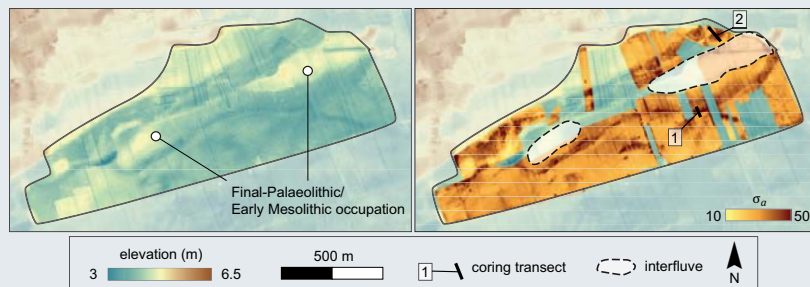 Final-Palaeolithic/
Early Mesolithic occupation
2
1
σa
10 50
elevation (m)
3 6.5
500 m
1 coring transect
interfluve
N